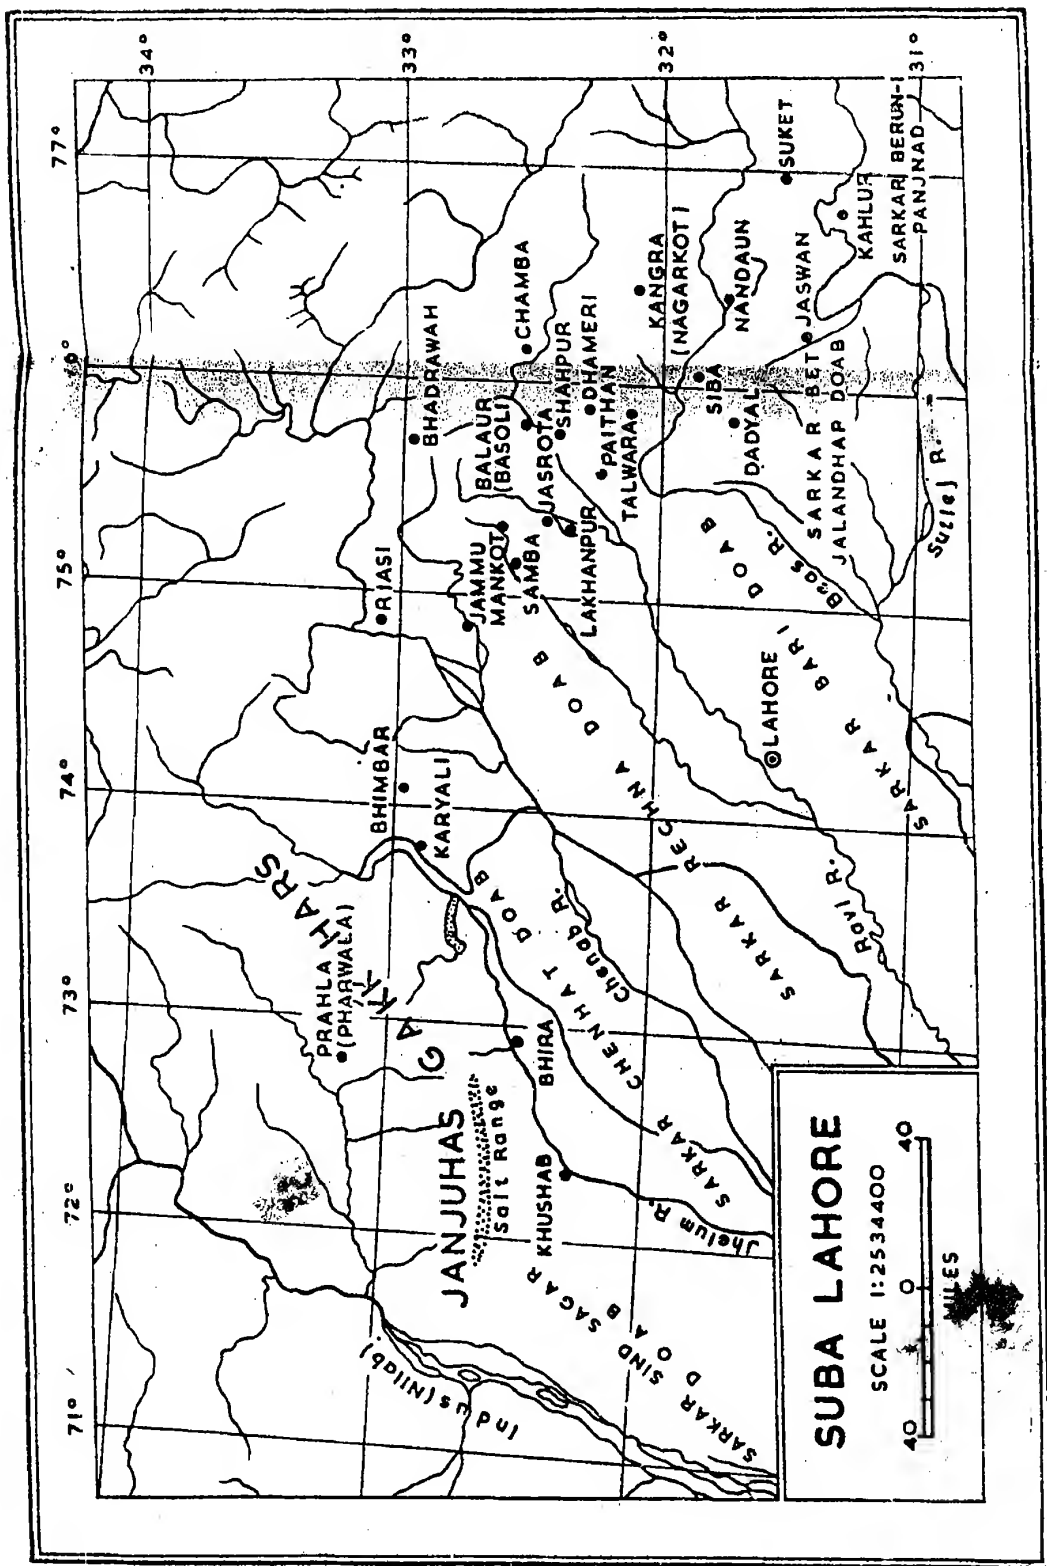 SUBA LAHORE
SCALE 1:2534400
40 0 40
MILES
71°
72°
73°
74°
75°
76°
77°
34°
33°
32°
31°
Indus (Nilab)
SARKAR SIND SAGAR
DOAB
JANJUHAS
Salt Range
KHUSHAB
Jhelum R.
BHIRA
PRAHLA
(PHARWALA)
GAKKHARS
SARKAR CHENHAT DOAB
Chenab R.
BHIMBAR
KARYALI
SARKAR RECHNA DOAB
Ravi R.
LAHORE
SARKAR BARI DOAB
Beas R.
RIASI
JAMMU
MANKOT
SAMBA
LAKHANPUR
JASROTA
BALAUR
(BASOLI)
BHADRAWAH
CHAMBA
SHAHPUR
DHAMERI
PAITHAN
TALWARA
KANGRA
(NAGARKOT)
NANDAUN
SIBA
DADYAL
JASWAN
SARKAR BET
JALANDHAP DOAB
Sutlej R.
SUKET
KAHLUR
SARKAR BERUN-I
PANJNAD